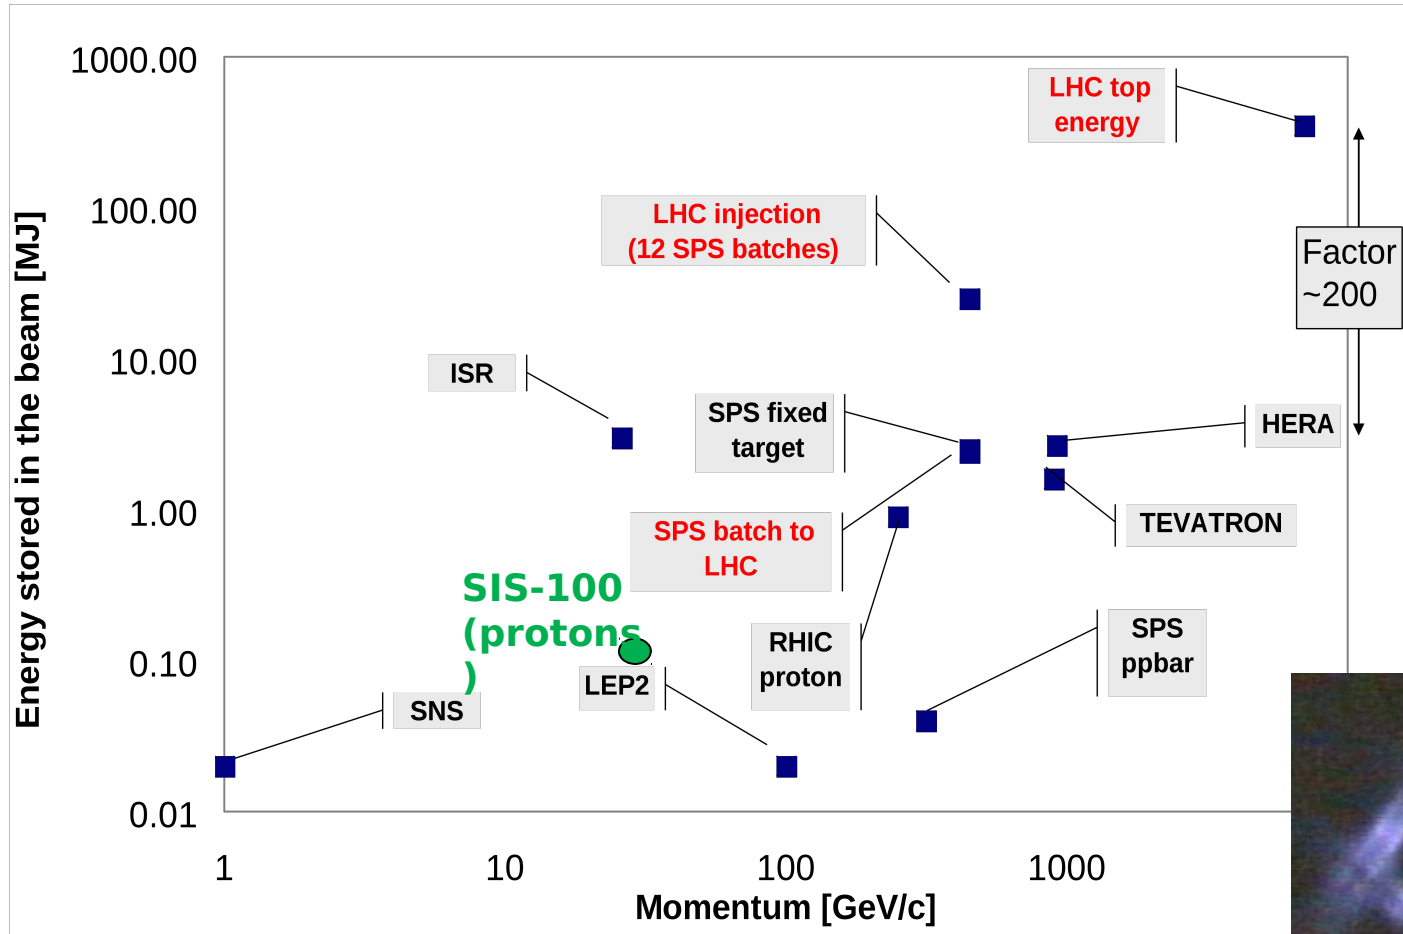 1000.00
100.00
10.00
1.00
0.10
0.01
Energy stored in the beam [MJ]
LHC top
energy
LHC injection
(12 SPS batches)
Factor
~200
ISR
SPS fixed
target
HERA
TEVATRON
SPS batch to
LHC
SIS-100
(protons
)
RHIC
proton
SPS
ppbar
LEP2
SNS
1
10
100
1000
Momentum [GeV/c]